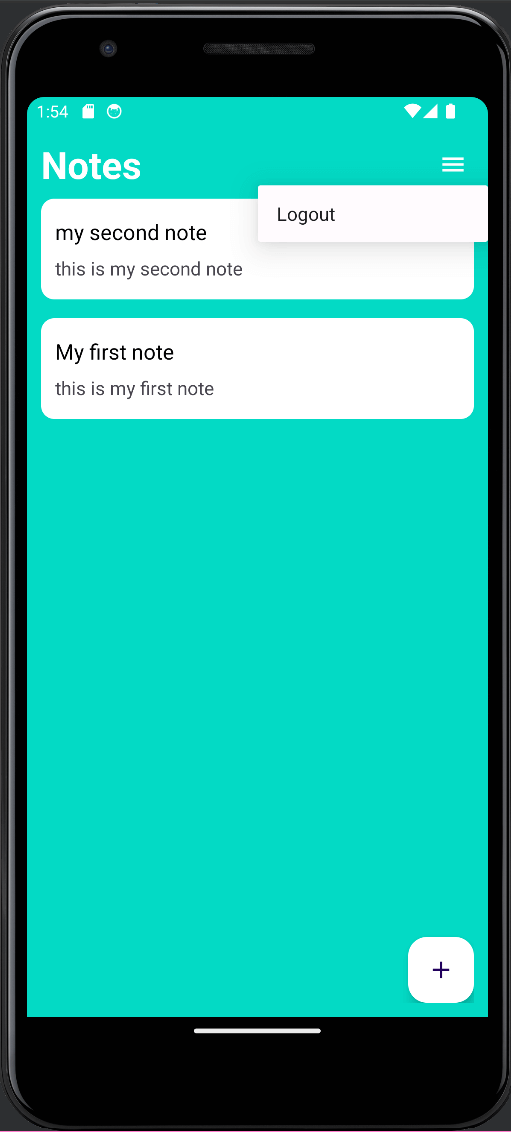 1:54
Notes
Logout
my second note
this is my second note
My first note
this is my first note
+